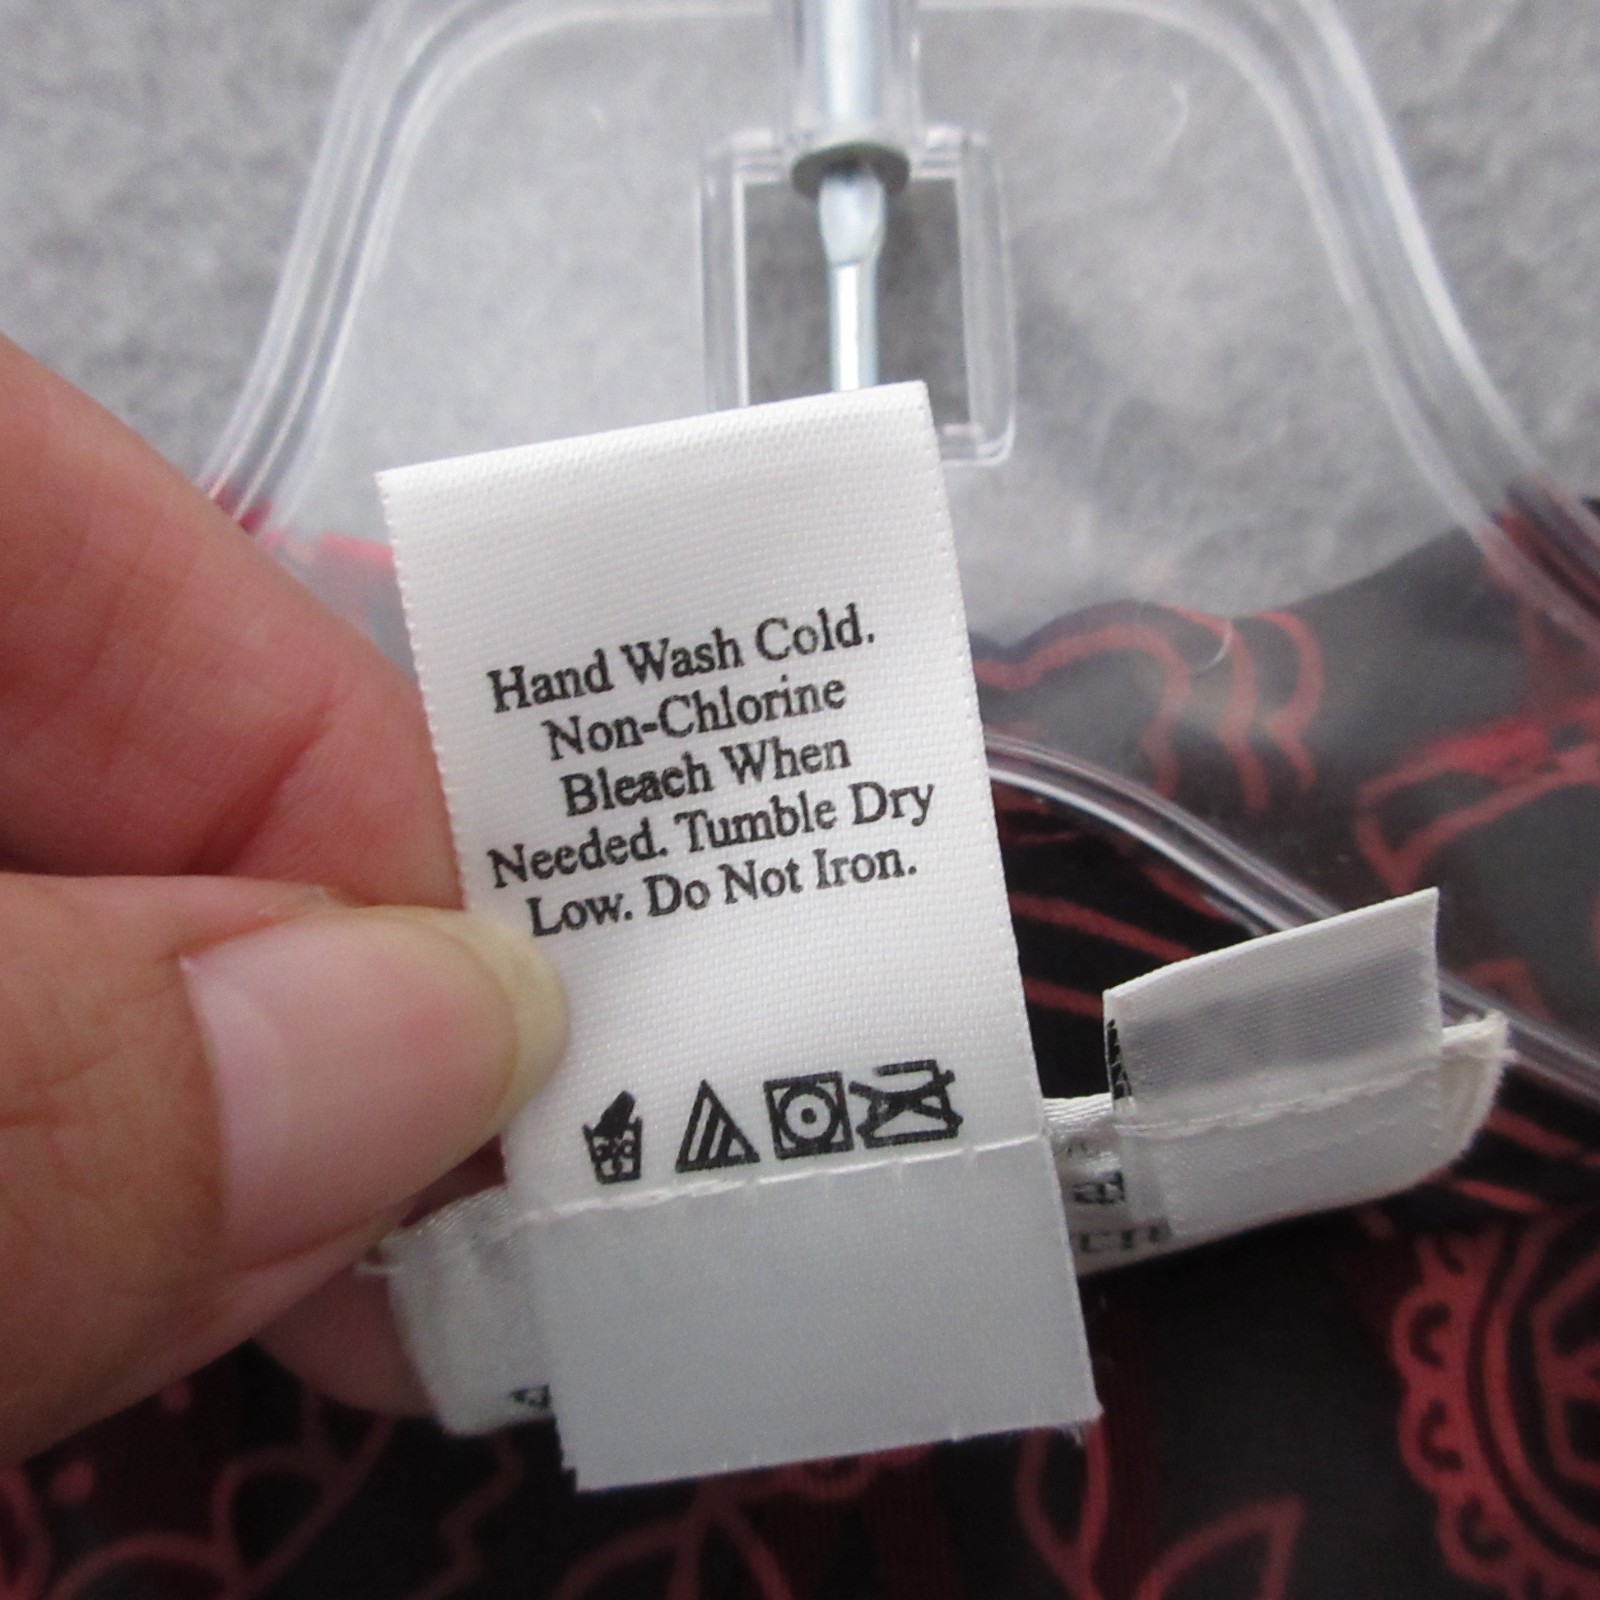 Hand Wash Cold.
Non-Chlorine
Bleach When
Needed. Tumble Dry
Low. Do Not Iron.